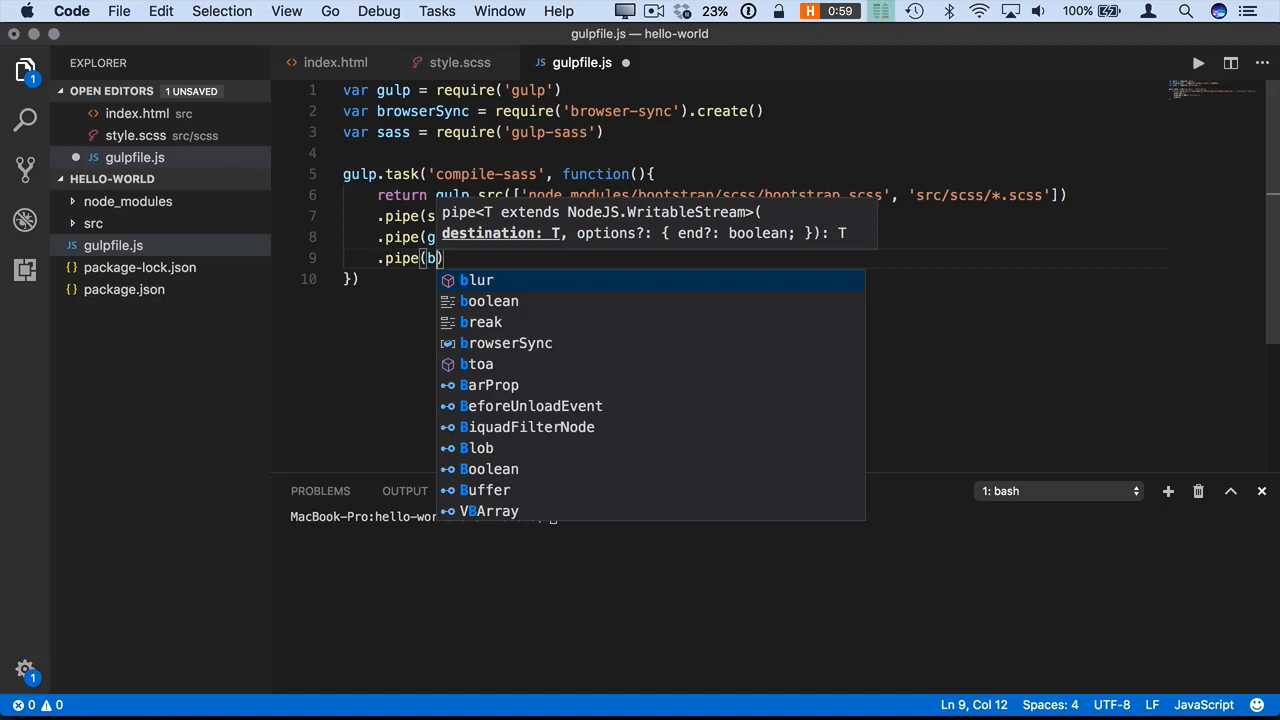 Code File Edit Selection View Go Debug Tasks Window Help 23% H 0:59 100%
gulpfile.js — hello-world
EXPLORER
index.html
style.scss
JS gulpfile.js
OPEN EDITORS 1 UNSAVED
index.html src
style.scss src/scss
JS gulpfile.js
HELLO-WORLD
node_modules
src
JS gulpfile.js
{} package-lock.json
{} package.json
1
1
1 var gulp = require('gulp')
2 var browserSync = require('browser-sync').create()
3 var sass = require('gulp-sass')
4
5 gulp.task('compile-sass', function(){
6 return gulp.src(['node_modules/bootstrap/scss/bootstrap.scss', 'src/scss/*.scss'])
7 .pipe(s
8 .pipe(g
9 .pipe(b)
10 })
pipe<T extends NodeJS.WritableStream>(
destination: T, options?: { end?: boolean; }): T
blur
boolean
break
browserSync
btoa
BarProp
BeforeUnloadEvent
BiquadFilterNode
Blob
Boolean
Buffer
VBArray
PROBLEMS OUTPUT
1: bash
MacBook-Pro:hello-wor
0 0
Ln 9, Col 12 Spaces: 4 UTF-8 LF JavaScript